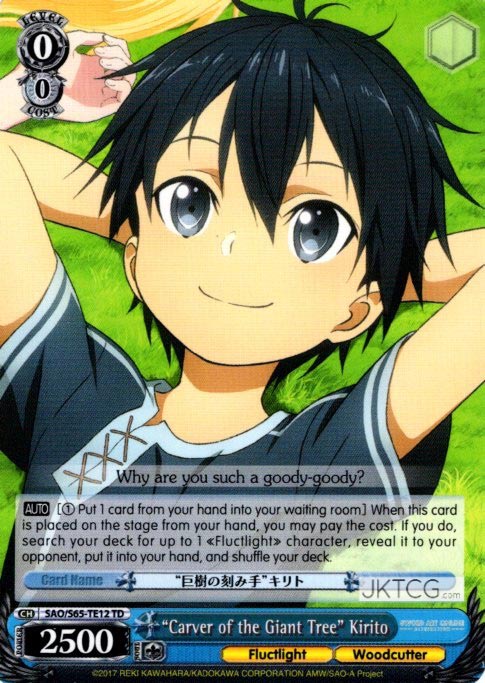 LEVEL
0
0
COST
Why are you such a goody-goody?
AUTO [① Put 1 card from your hand into your waiting room] When this card
is placed on the stage from your hand, you may pay the cost. If you do,
search your deck for up to 1 «Fluctlight» character, reveal it to your
opponent, put it into your hand, and shuffle your deck.
Card Name
“巨樹の刻み手”キリト
JKTCG.com
CH SAO/S65-TE12 TD
POWER
2500
“Carver of the Giant Tree” Kirito
SWORD ART ONLINE
Fluctlight
Woodcutter
©2017 REKI KAWAHARA/KADOKAWA CORPORATION AMW/SAO-A Project